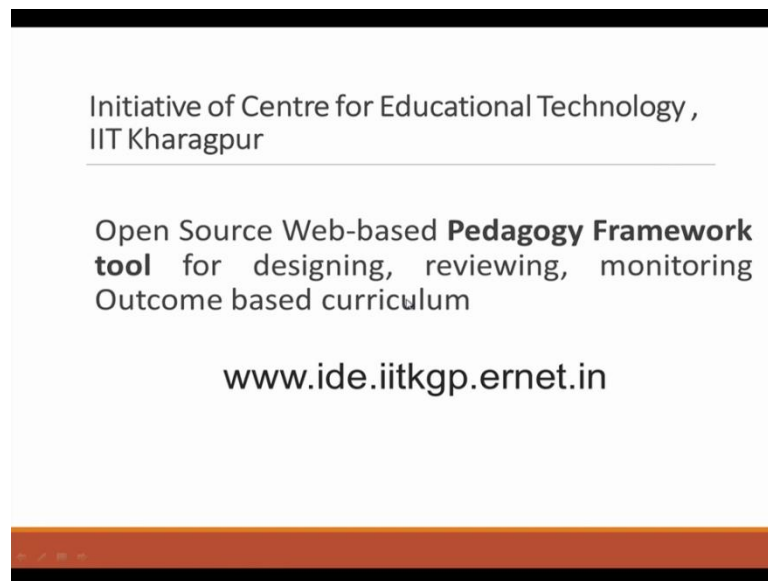 Initiative of Centre for Educational Technology ,
IIT Kharagpur
Open Source Web-based Pedagogy Framework
tool for designing, reviewing, monitoring
Outcome based curriculum
www.ide.iitkgp.ernet.in